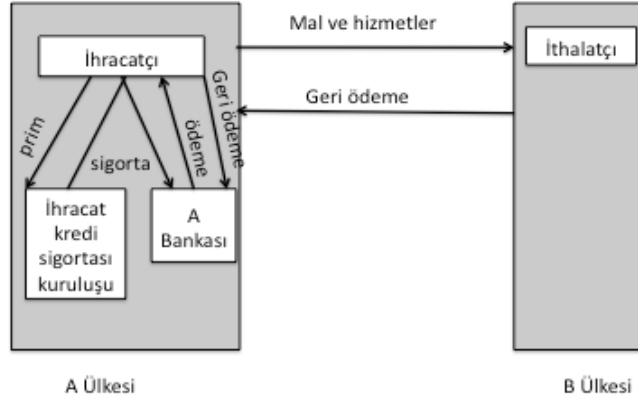 Mal ve hizmetler
İhracatçı
İthalatçı
Geri ödeme
prim
sigorta
ödeme
Geri ödeme
İhracat
kredi
sigortası
kuruluşu
A
Bankası
A Ülkesi
B Ülkesi